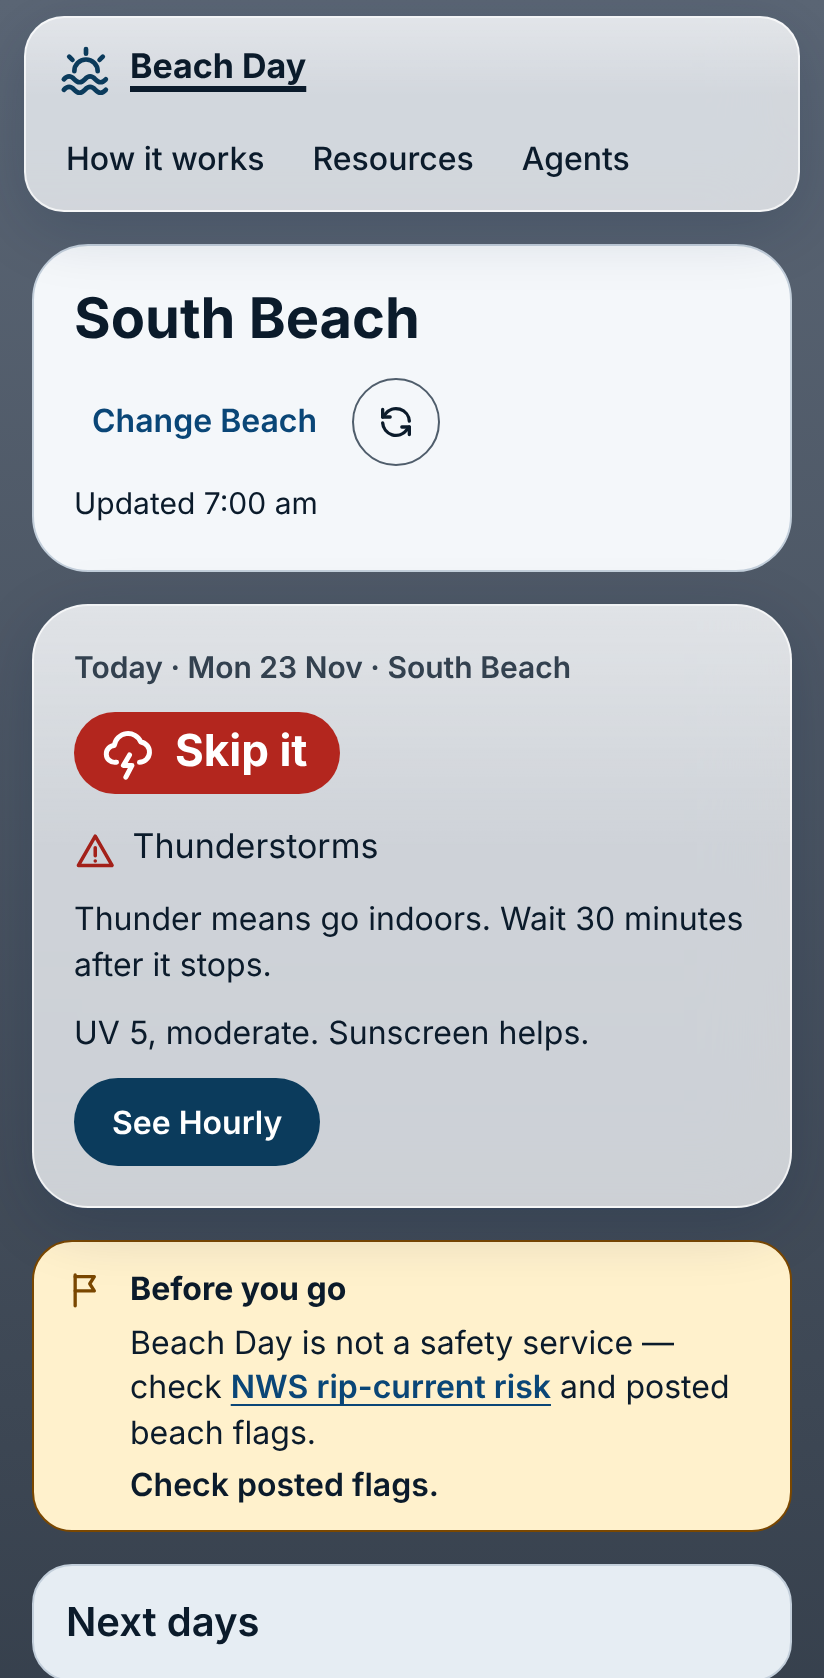 Beach Day
How it works Resources Agents
South Beach
Change Beach
Updated 7:00 am
Today · Mon 23 Nov · South Beach
Skip it
Thunderstorms
Thunder means go indoors. Wait 30 minutes
after it stops.
UV 5, moderate. Sunscreen helps.
See Hourly
Before you go
Beach Day is not a safety service —
check NWS rip-current risk and posted
beach flags.
Check posted flags.
Next days